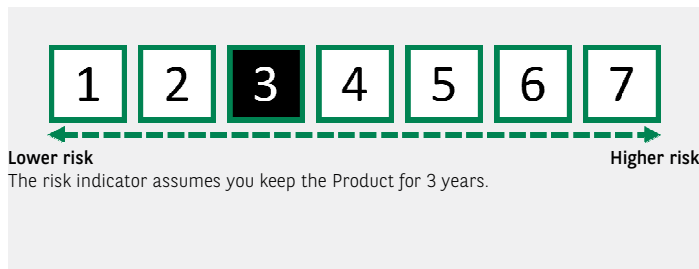 1 2 3 4 5 6 7
Lower risk Higher risk
The risk indicator assumes you keep the Product for 3 years.